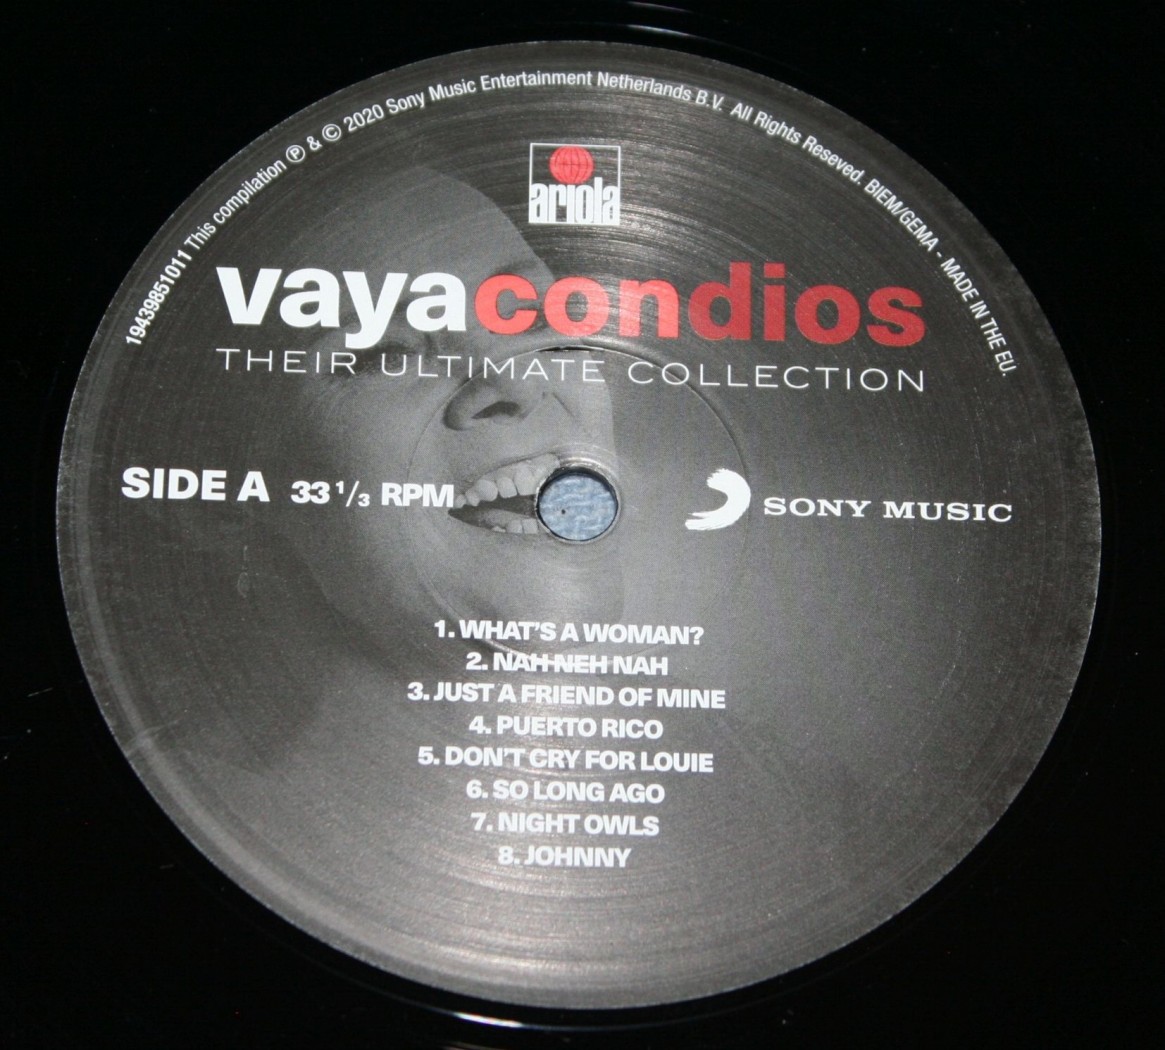 19439851011 This compilation Ⓟ & © 2020 Sony Music Entertainment Netherlands B.V. All Rights Reseved. BIEM/GEMA - MADE IN THE EU.
ariola
vayacondios
THEIR ULTIMATE COLLECTION
SIDE A 33 1/3 RPM
SONY MUSIC
1. WHAT'S A WOMAN?
2. NAH NEH NAH
3. JUST A FRIEND OF MINE
4. PUERTO RICO
5. DON'T CRY FOR LOUIE
6. SO LONG AGO
7. NIGHT OWLS
8. JOHNNY